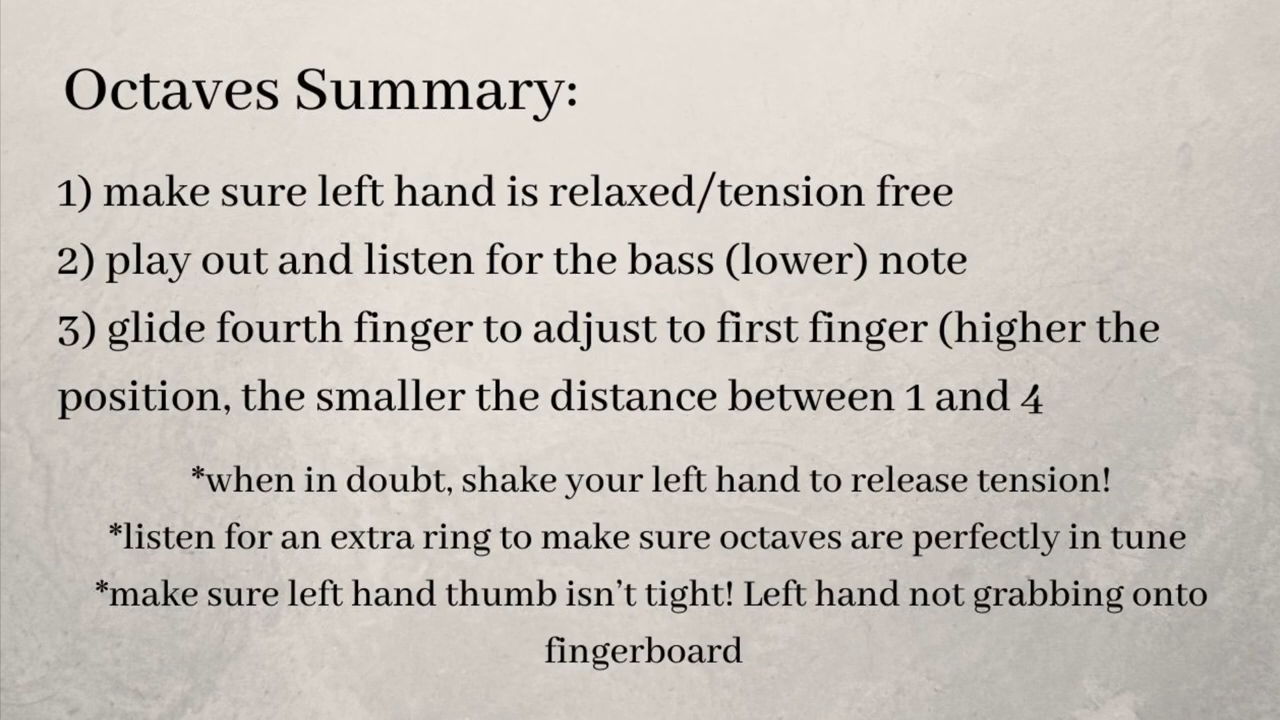 Octaves Summary:
1) make sure left hand is relaxed/tension free
2) play out and listen for the bass (lower) note
3) glide fourth finger to adjust to first finger (higher the
position, the smaller the distance between 1 and 4
*when in doubt, shake your left hand to release tension!
*listen for an extra ring to make sure octaves are perfectly in tune
*make sure left hand thumb isn’t tight! Left hand not grabbing onto
fingerboard